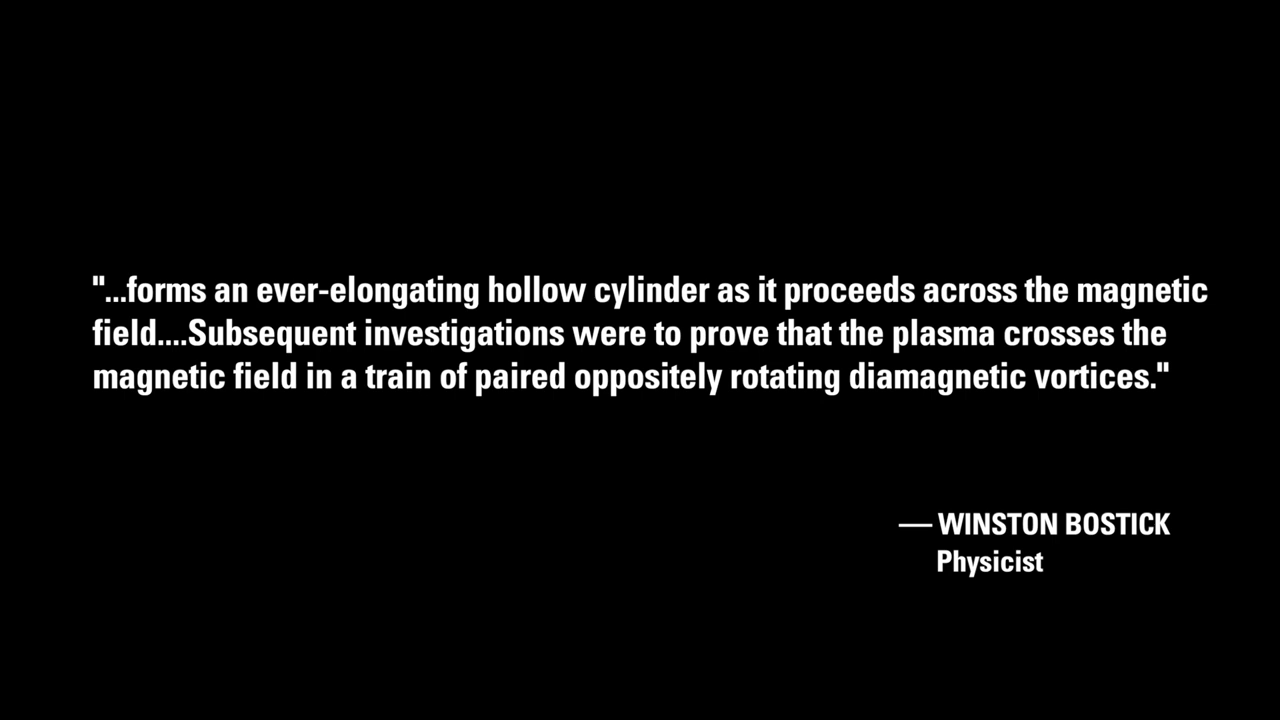 "...forms an ever-elongating hollow cylinder as it proceeds across the magnetic
field....Subsequent investigations were to prove that the plasma crosses the
magnetic field in a train of paired oppositely rotating diamagnetic vortices."
— WINSTON BOSTICK
Physicist